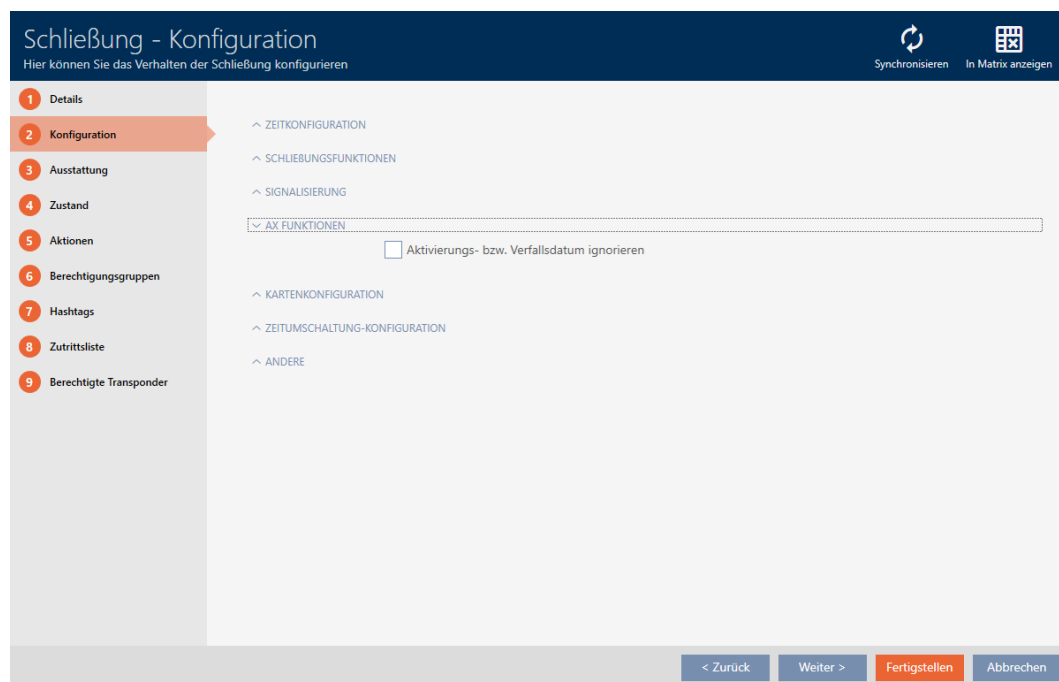 Schließung - Konfiguration
Hier können Sie das Verhalten der Schließung konfigurieren
Synchronisieren
In Matrix anzeigen
1 Details
2 Konfiguration
3 Ausstattung
4 Zustand
5 Aktionen
6 Berechtigungsgruppen
7 Hashtags
8 Zutrittsliste
9 Berechtigte Transponder
ZEITKONFIGURATION
SCHLIEßUNGSFUNKTIONEN
SIGNALISIERUNG
AX FUNKTIONEN
Aktivierungs- bzw. Verfallsdatum ignorieren
KARTENKONFIGURATION
ZEITUMSCHALTUNG-KONFIGURATION
ANDERE
< Zurück
Weiter >
Fertigstellen
Abbrechen